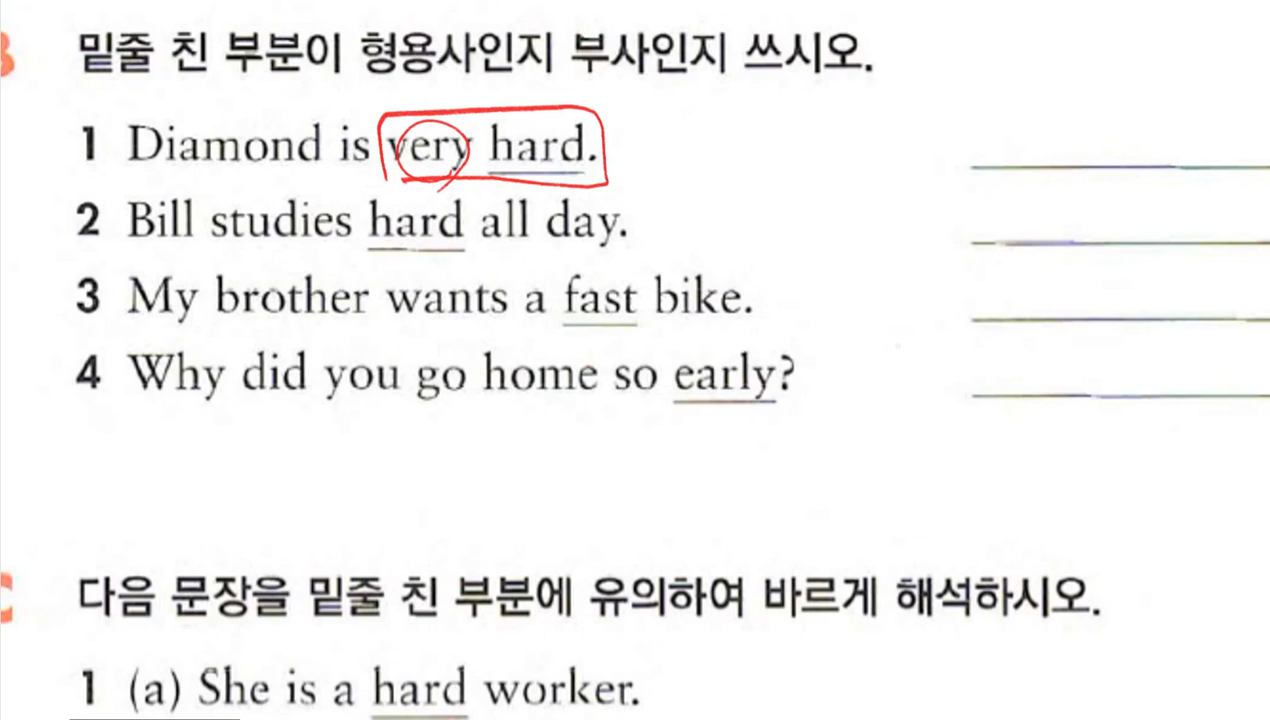 밑줄 친 부분이 형용사인지 부사인지 쓰시오.
1 Diamond is very hard.
2 Bill studies hard all day.
3 My brother wants a fast bike.
4 Why did you go home so early?
다음 문장을 밑줄 친 부분에 유의하여 바르게 해석하시오.
1 (a) She is a hard worker.